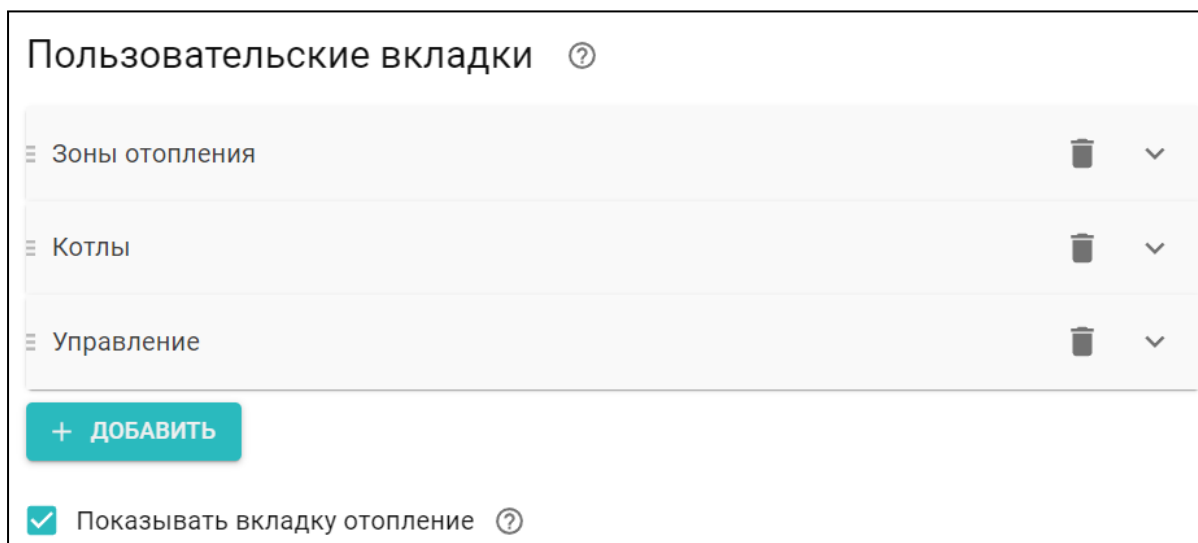 Пользовательские вкладки
Зоны отопления
Котлы
Управление
+ ДОБАВИТЬ
Показывать вкладку отопление